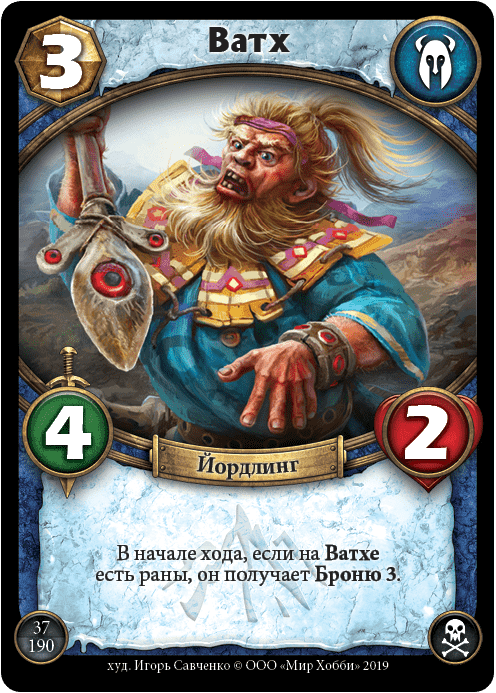 3
Ватх
4
2
Йордлинг
В начале хода, если на Ватхе
есть раны, он получает Броню 3.
37
190
худ. Игорь Савченко © ООО «Мир Хобби» 2019